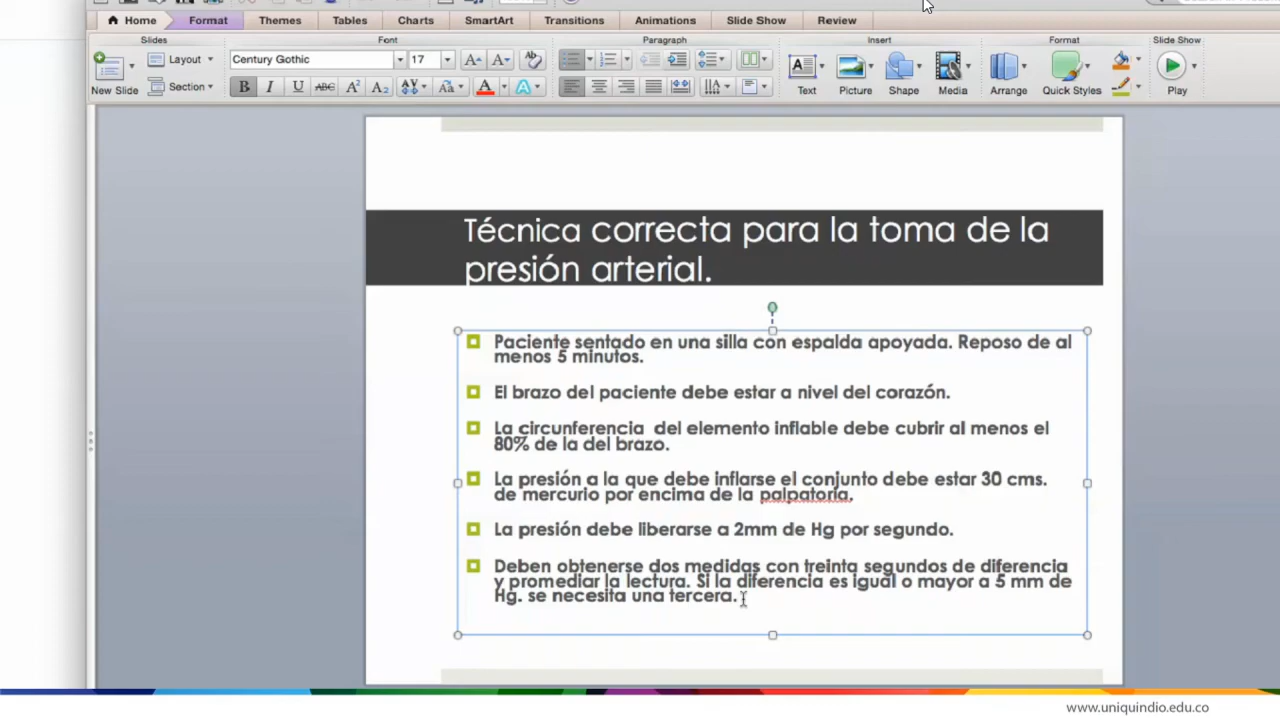 Home Format Themes Tables Charts SmartArt Transitions Animations Slide Show Review
Slides Font Paragraph Insert Format Slide Show
New Slide Layout Section Century Gothic 17 Text Picture Shape Media Arrange Quick Styles Play
Técnica correcta para la toma de la
presión arterial.
Paciente sentado en una silla con espalda apoyada. Reposo de al
menos 5 minutos.
El brazo del paciente debe estar a nivel del corazón.
La circunferencia del elemento inflable debe cubrir al menos el
80% de la del brazo.
La presión a la que debe inflarse el conjunto debe estar 30 cms.
de mercurio por encima de la palpatoria.
La presión debe liberarse a 2mm de Hg por segundo.
Deben obtenerse dos medidas con treinta segundos de diferencia
y promediar la lectura. Si la diferencia es igual o mayor a 5 mm de
Hg. se necesita una tercera.
www.uniquindio.edu.co